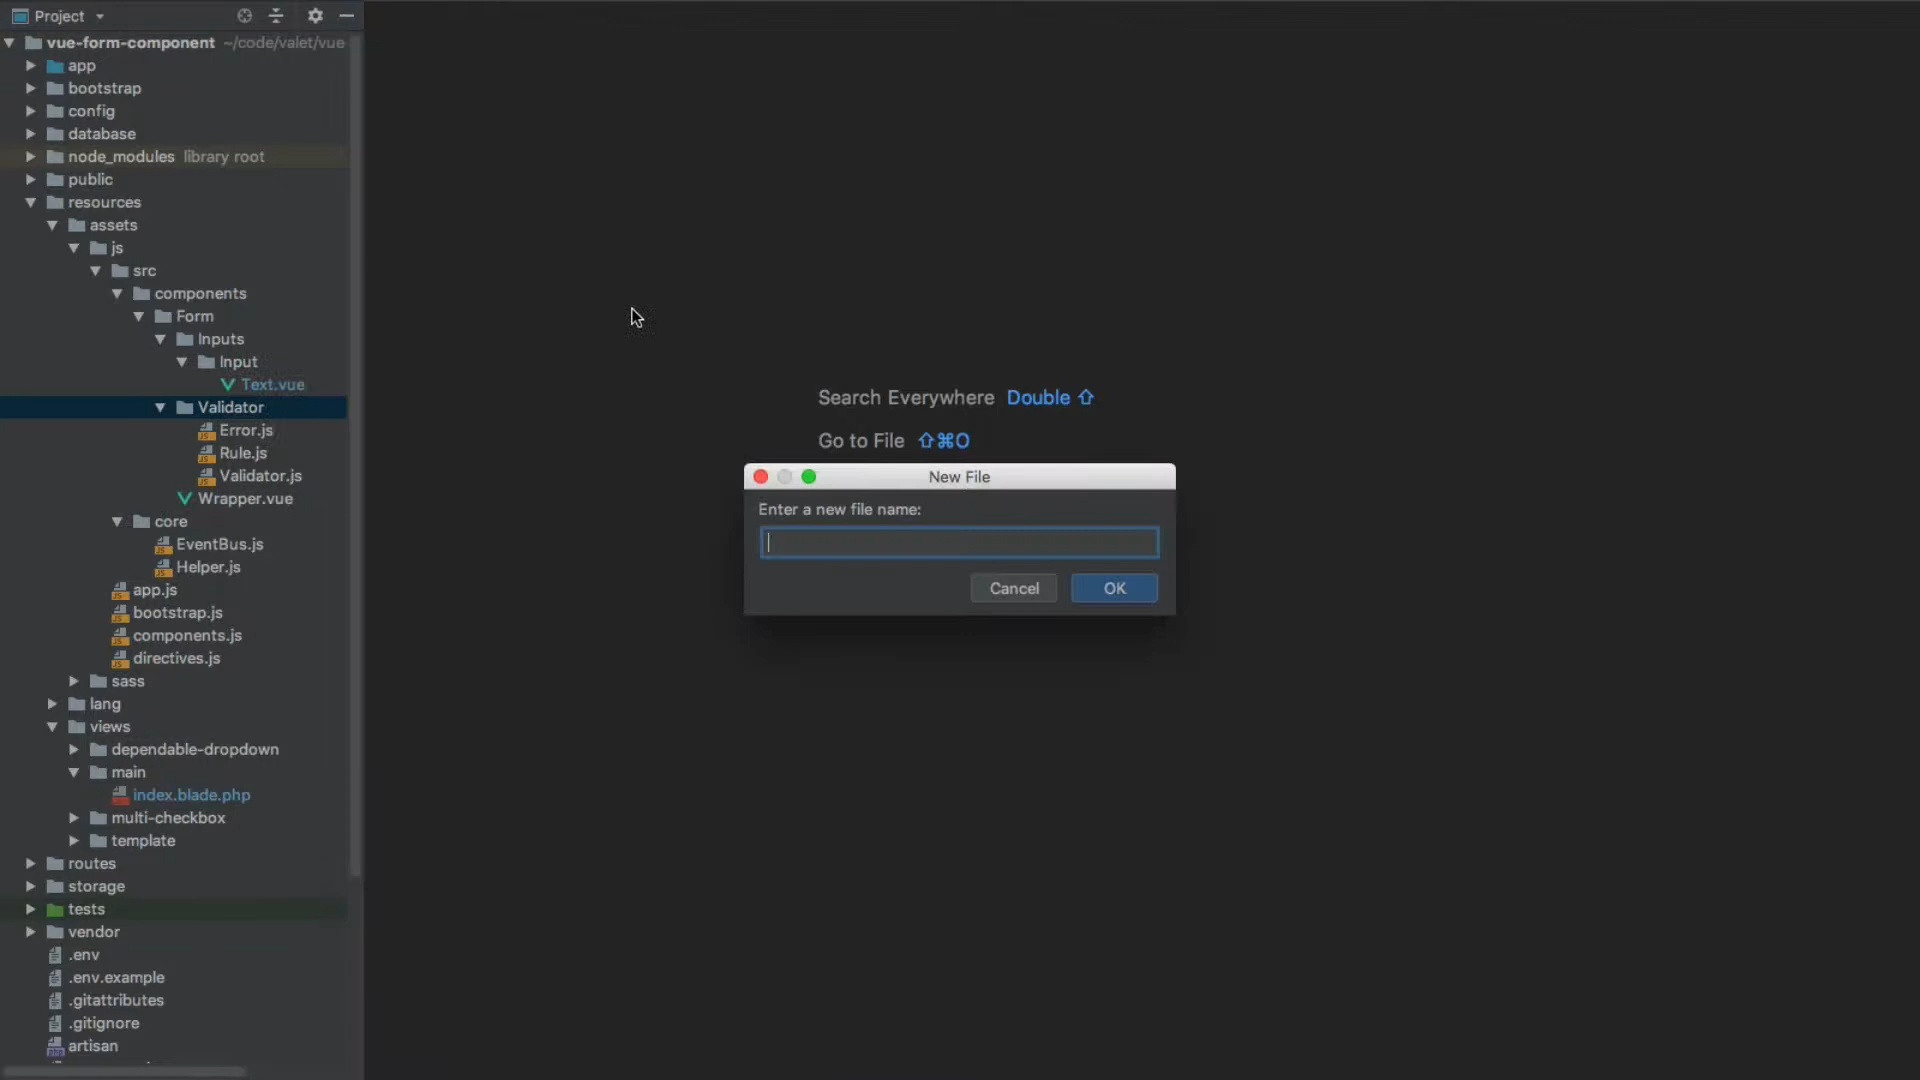 Project
vue-form-component ~/code/valet/vue
app
bootstrap
config
database
node_modules library root
public
resources
assets
js
src
components
Form
Inputs
Input
Text.vue
Validator
Error.js
Rule.js
Validator.js
Wrapper.vue
core
EventBus.js
Helper.js
app.js
bootstrap.js
components.js
directives.js
sass
lang
views
dependable-dropdown
main
index.blade.php
multi-checkbox
template
routes
storage
tests
vendor
.env
.env.example
.gitattributes
.gitignore
artisan
Search Everywhere Double ⇧
Go to File ⇧⌘O
New File
Enter a new file name:
Cancel OK